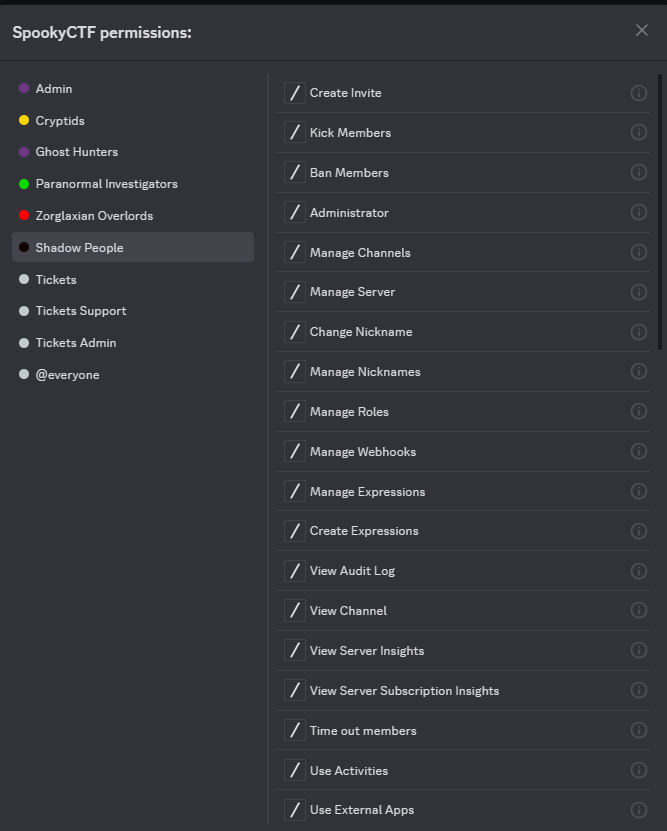 SpookyCTF permissions:
Admin
Cryptids
Ghost Hunters
Paranormal Investigators
Zorglaxian Overlords
Shadow People
Tickets
Tickets Support
Tickets Admin
@everyone
Create Invite
Kick Members
Ban Members
Administrator
Manage Channels
Manage Server
Change Nickname
Manage Nicknames
Manage Roles
Manage Webhooks
Manage Expressions
Create Expressions
View Audit Log
View Channel
View Server Insights
View Server Subscription Insights
Time out members
Use Activities
Use External Apps